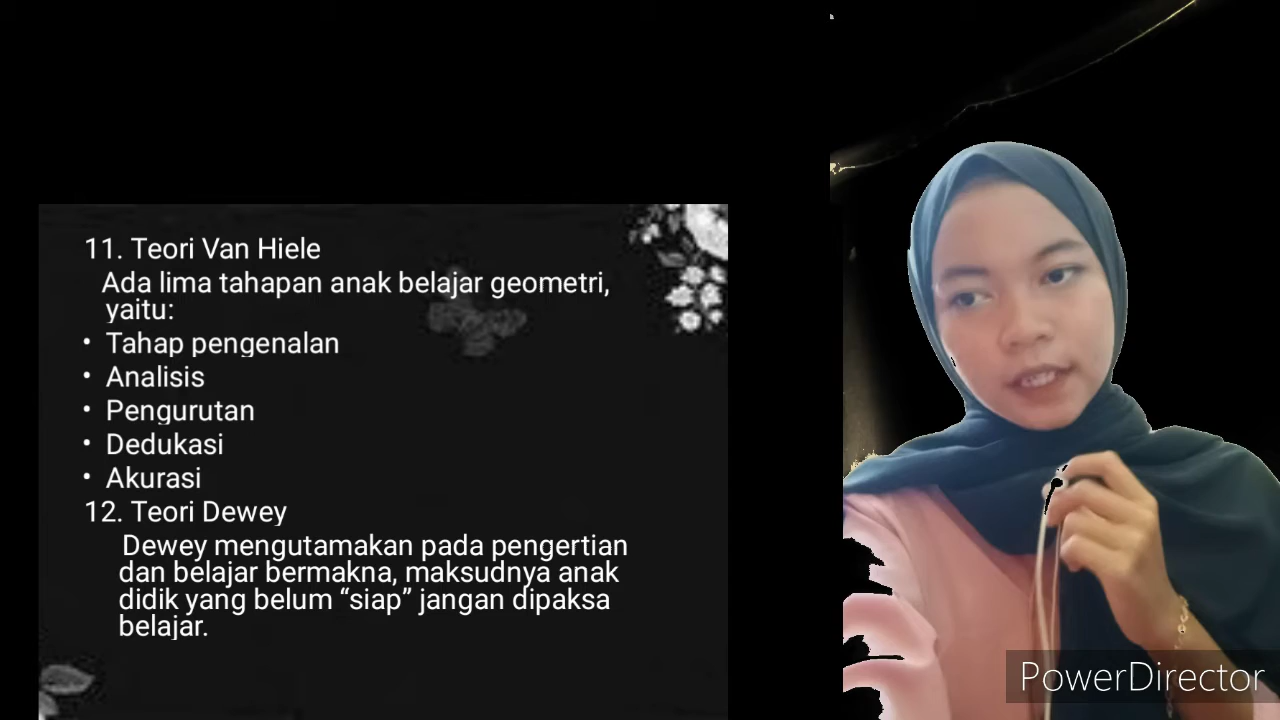 11. Teori Van Hiele
Ada lima tahapan anak belajar geometri,
yaitu:
• Tahap pengenalan
• Analisis
• Pengurutan
• Dedukasi
• Akurasi
12. Teori Dewey
Dewey mengutamakan pada pengertian
dan belajar bermakna, maksudnya anak
didik yang belum “siap” jangan dipaksa
belajar.
PowerDirector